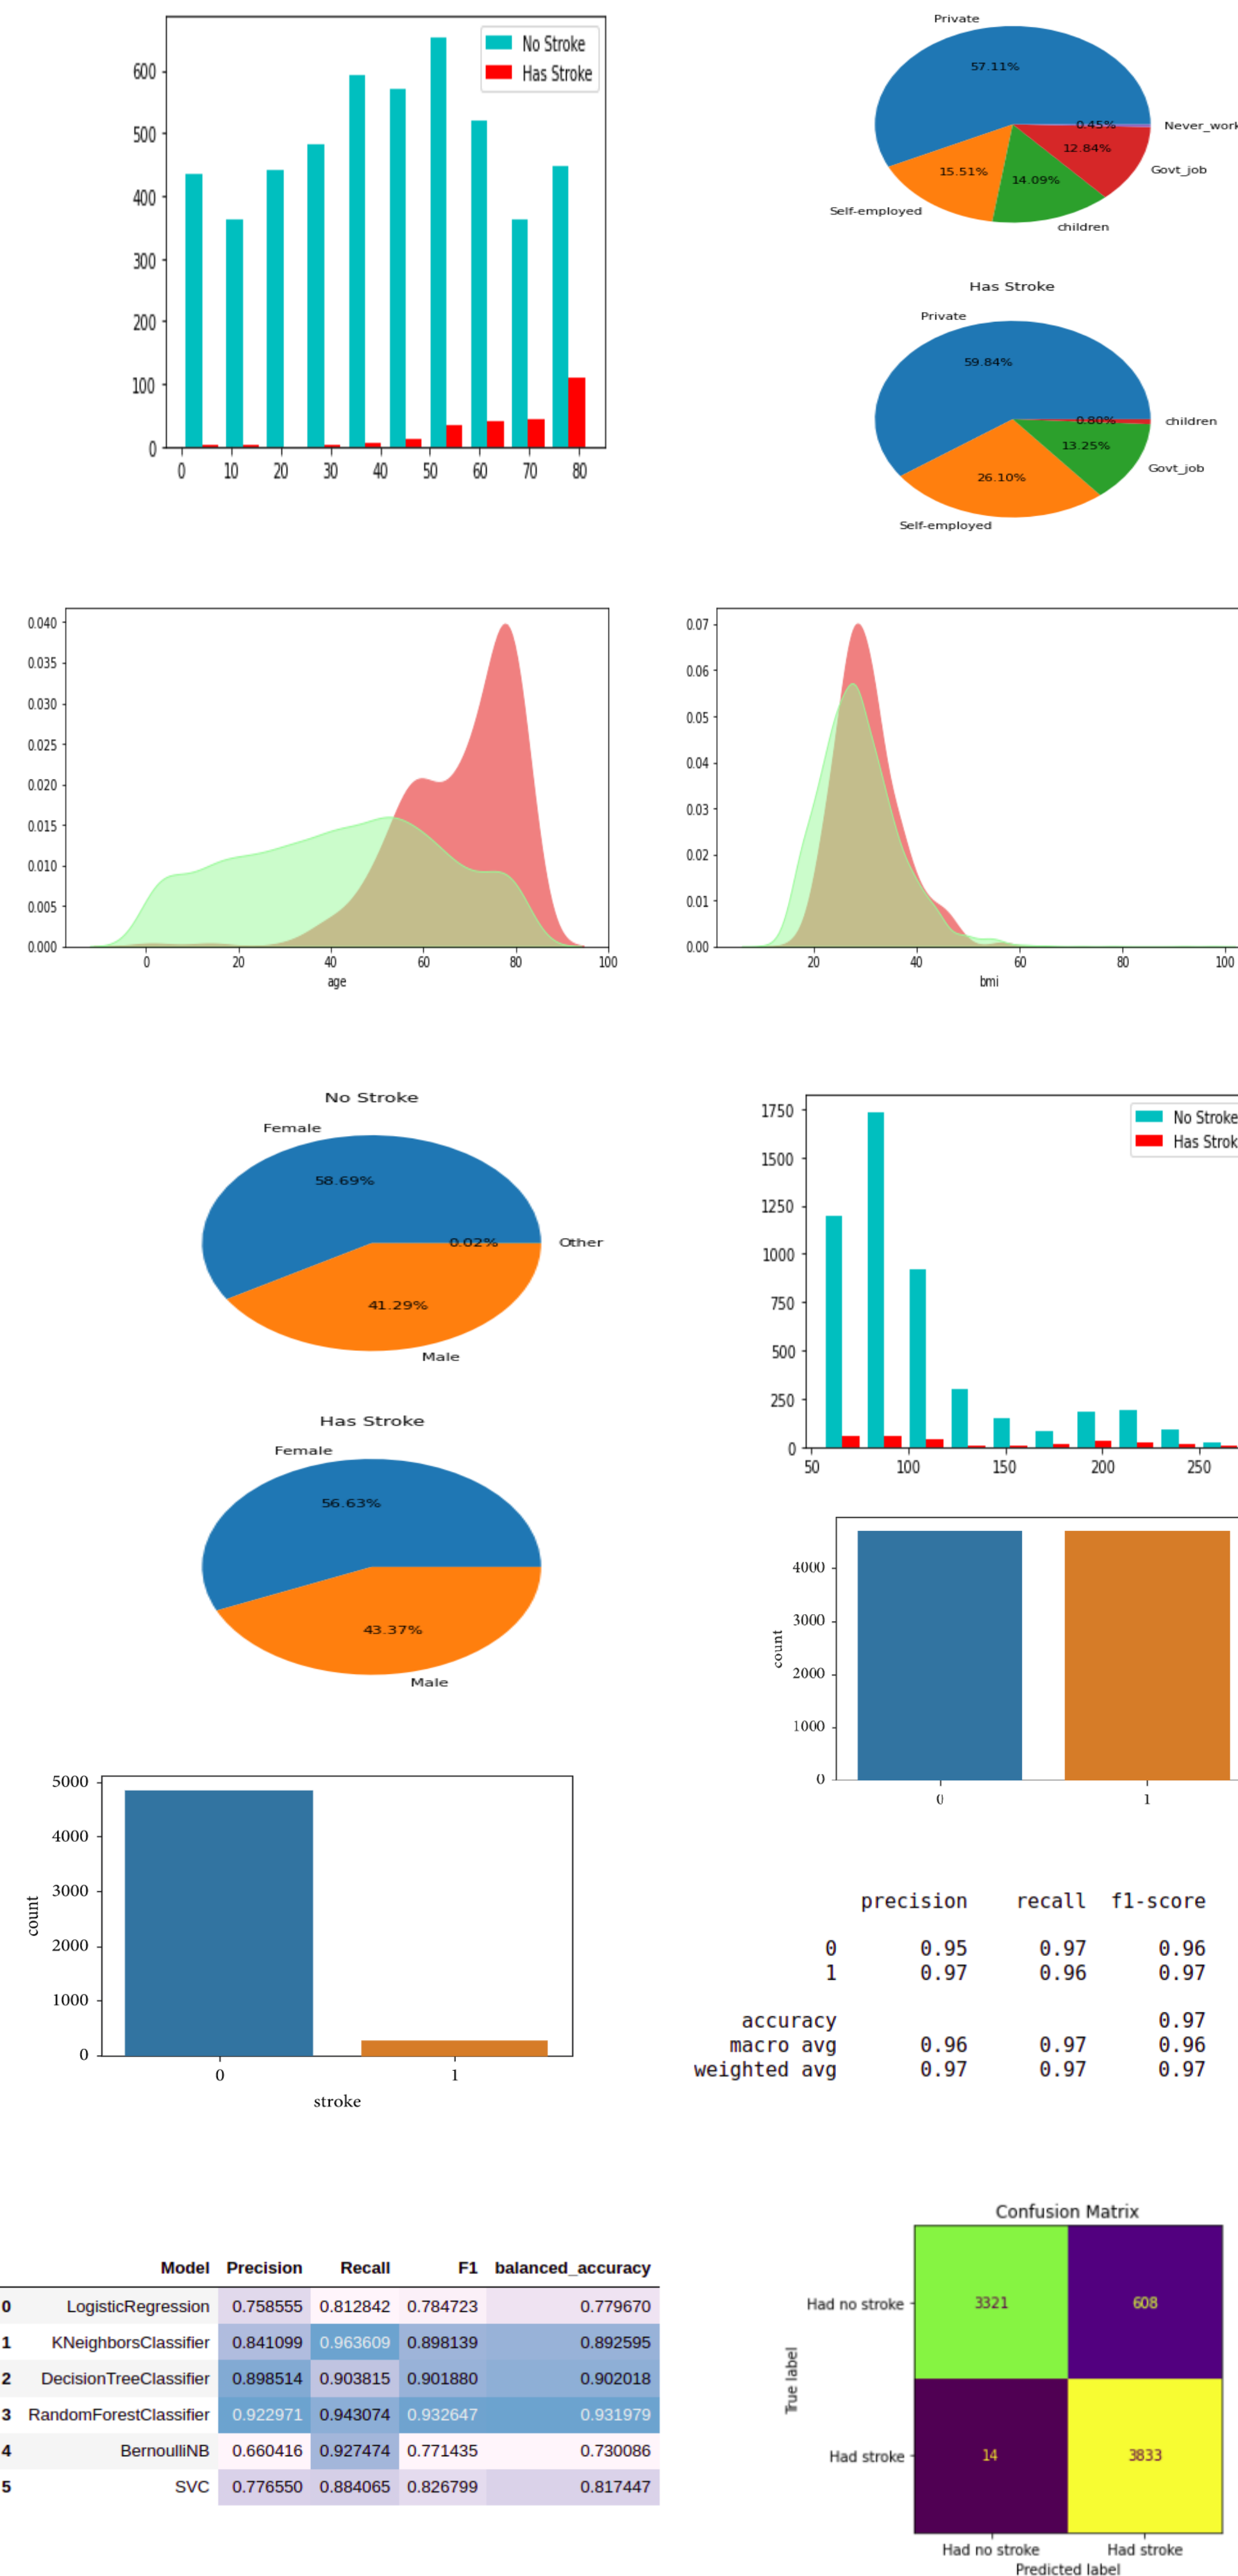 No Stroke
Has Stroke
600
500
400
300
200
100
0
0 10 20 30 40 50 60 70 80
Private
57.11%
0.45%
Never_work
12.84%
Govt_job
15.51%
14.09%
Self-employed
children
Has Stroke
Private
59.84%
0.80%
children
13.25%
Govt_job
26.10%
Self-employed
0.040
0.035
0.030
0.025
0.020
0.015
0.010
0.005
0.000
0 20 40 60 80 100
age
0.07
0.06
0.05
0.04
0.03
0.02
0.01
0.00
20 40 60 80 100
bmi
No Stroke
Female
58.69%
0.02%
Other
41.29%
Male
Has Stroke
Female
56.63%
43.37%
Male
1750
1500
1250
1000
750
500
250
0
No Stroke
Has Strok
50 100 150 200 250
4000
3000
2000
1000
0
count
0 1
5000
4000
3000
2000
1000
0
count
0 1
stroke
precision recall f1-score
0 0.95 0.97 0.96
1 0.97 0.96 0.97
accuracy 0.97
macro avg 0.96 0.97 0.96
weighted avg 0.97 0.97 0.97
Model Precision Recall F1 balanced_accuracy
0 LogisticRegression 0.758555 0.812842 0.784723 0.779670
1 KNeighborsClassifier 0.841099 0.963609 0.898139 0.892595
2 DecisionTreeClassifier 0.898514 0.903815 0.901880 0.902018
3 RandomForestClassifier 0.922971 0.943074 0.932647 0.931979
4 BernoulliNB 0.660416 0.927474 0.771435 0.730086
5 SVC 0.776550 0.884065 0.826799 0.817447
Confusion Matrix
Had no stroke 3321 608
True label
Had stroke 14 3833
Had no stroke Had stroke
Predicted label